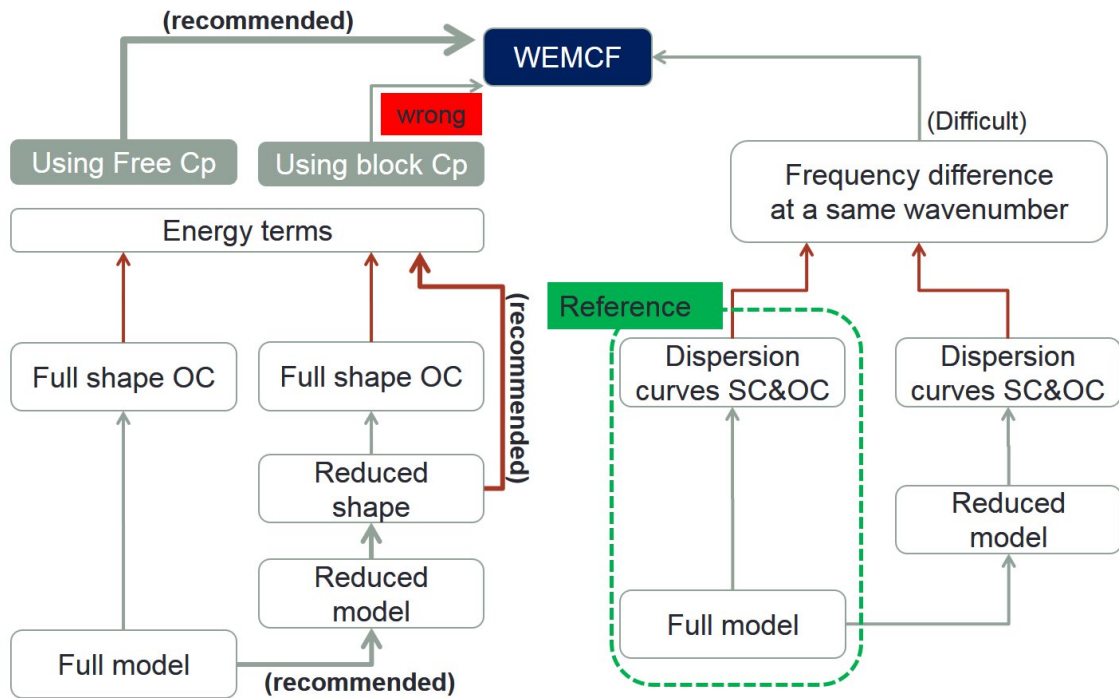 (recommended)
WEMCF
wrong
(Difficult)
Using Free Cp
Using block Cp
Frequency difference
at a same wavenumber
Energy terms
(recommended)
Reference
Full shape OC
Full shape OC
Dispersion
curves SC&OC
Dispersion
curves SC&OC
Reduced
shape
Reduced
model
Reduced
model
Full model
Full model
(recommended)